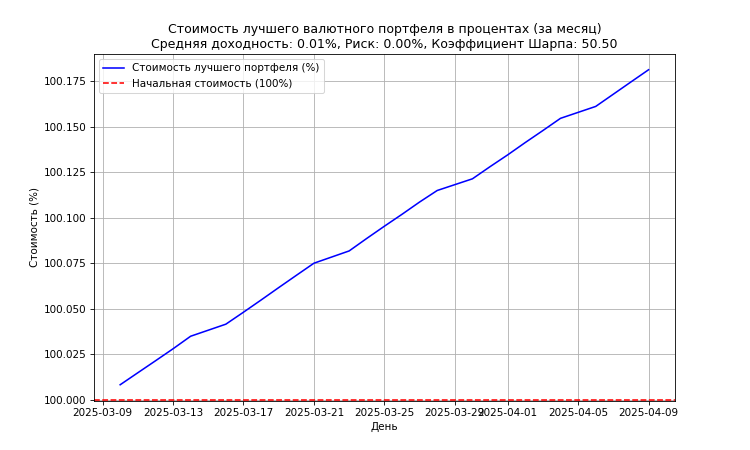 Стоимость лучшего валютного портфеля в процентах (за месяц)
Средняя доходность: 0.01%, Риск: 0.00%, Коэффициент Шарпа: 50.50
Стоимость лучшего портфеля (%)
Начальная стоимость (100%)
Стоимость (%)
100.175
100.150
100.125
100.100
100.075
100.050
100.025
100.000
2025-03-09 2025-03-13 2025-03-17 2025-03-21 2025-03-25 2025-03-29 2025-04-01 2025-04-05 2025-04-09
День